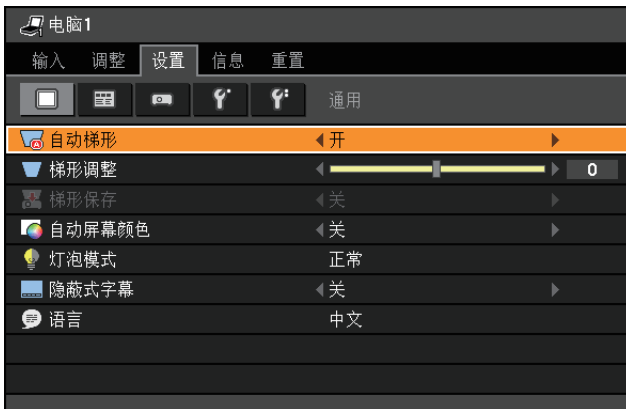 电脑1
输入 调整 设置 信息 重置
通用
自动梯形 开
梯形调整 0
梯形保存 关
自动屏幕颜色 关
灯泡模式 正常
隐蔽式字幕 关
语言 中文